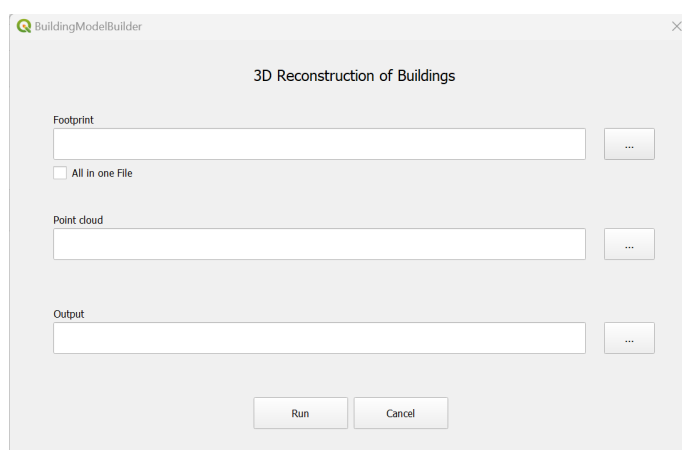 BuildingModelBuilder
3D Reconstruction of Buildings
Footprint
...
All in one File
Point cloud
...
Output
...
Run Cancel